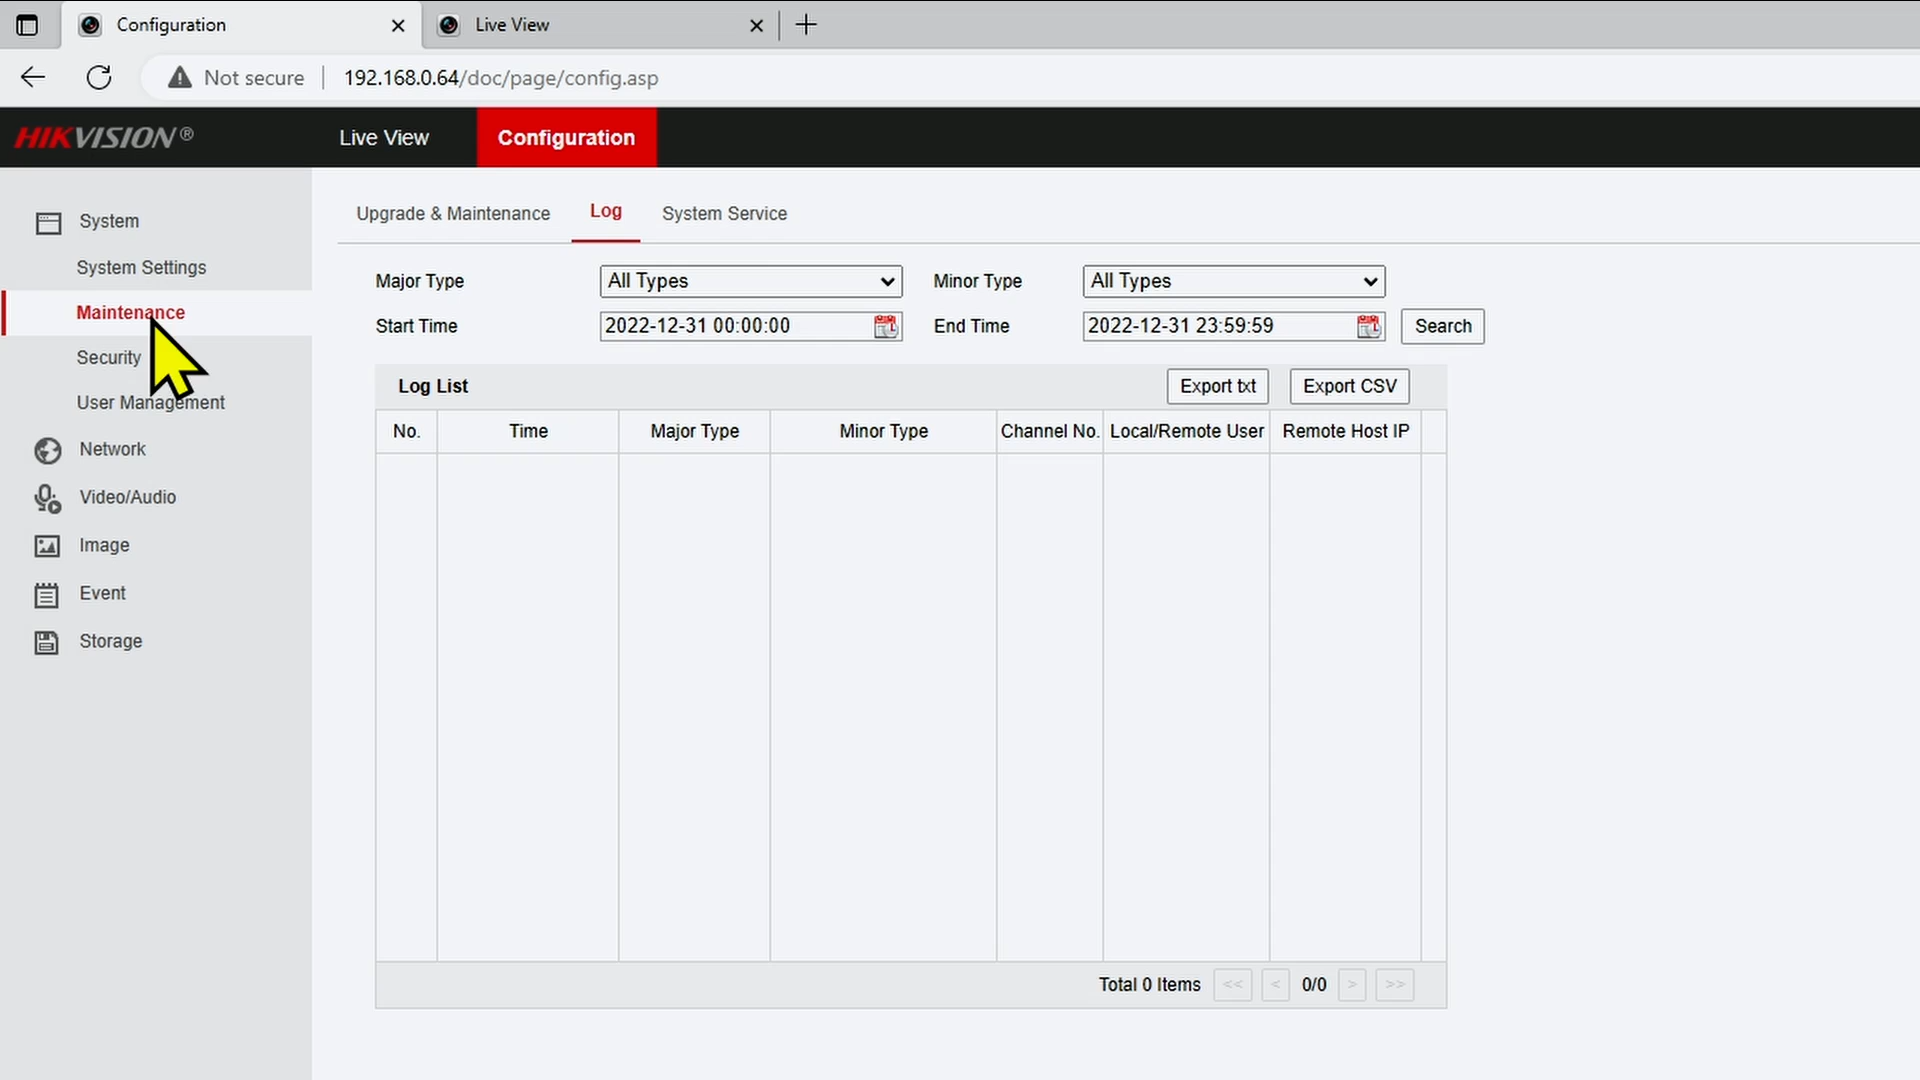 Configuration
Live View
Not secure
192.168.0.64/doc/page/config.asp
HIKVISION®
Live View
Configuration
System
System Settings
Maintenance
Security
User Management
Network
Video/Audio
Image
Event
Storage
Upgrade & Maintenance
Log
System Service
Major Type
All Types
Minor Type
All Types
Start Time
2022-12-31 00:00:00
End Time
2022-12-31 23:59:59
Search
Log List
Export txt
Export CSV
No.
Time
Major Type
Minor Type
Channel No.
Local/Remote User
Remote Host IP
Total 0 Items
<<
<
0/0
>
>>